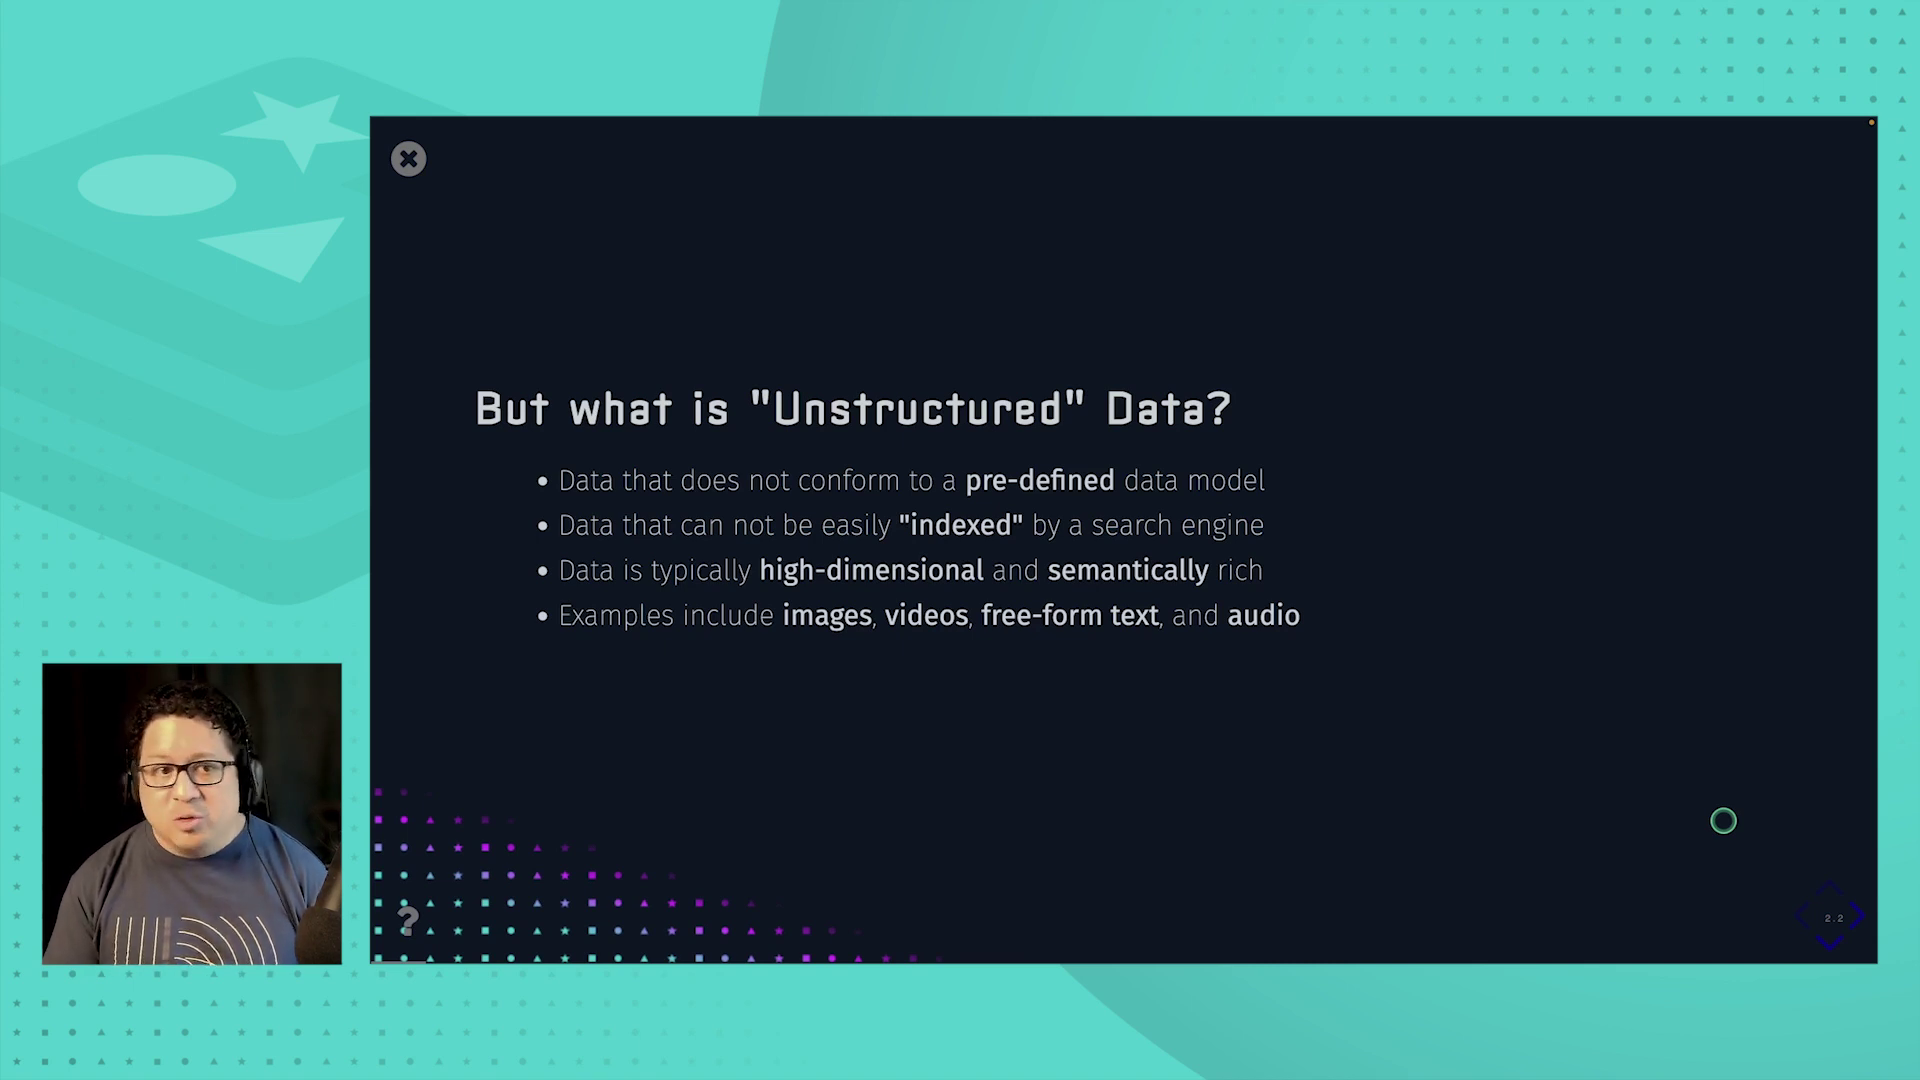 But what is "Unstructured" Data?
• Data that does not conform to a pre-defined data model
• Data that can not be easily "indexed" by a search engine
• Data is typically high-dimensional and semantically rich
• Examples include images, videos, free-form text, and audio
?
2.2